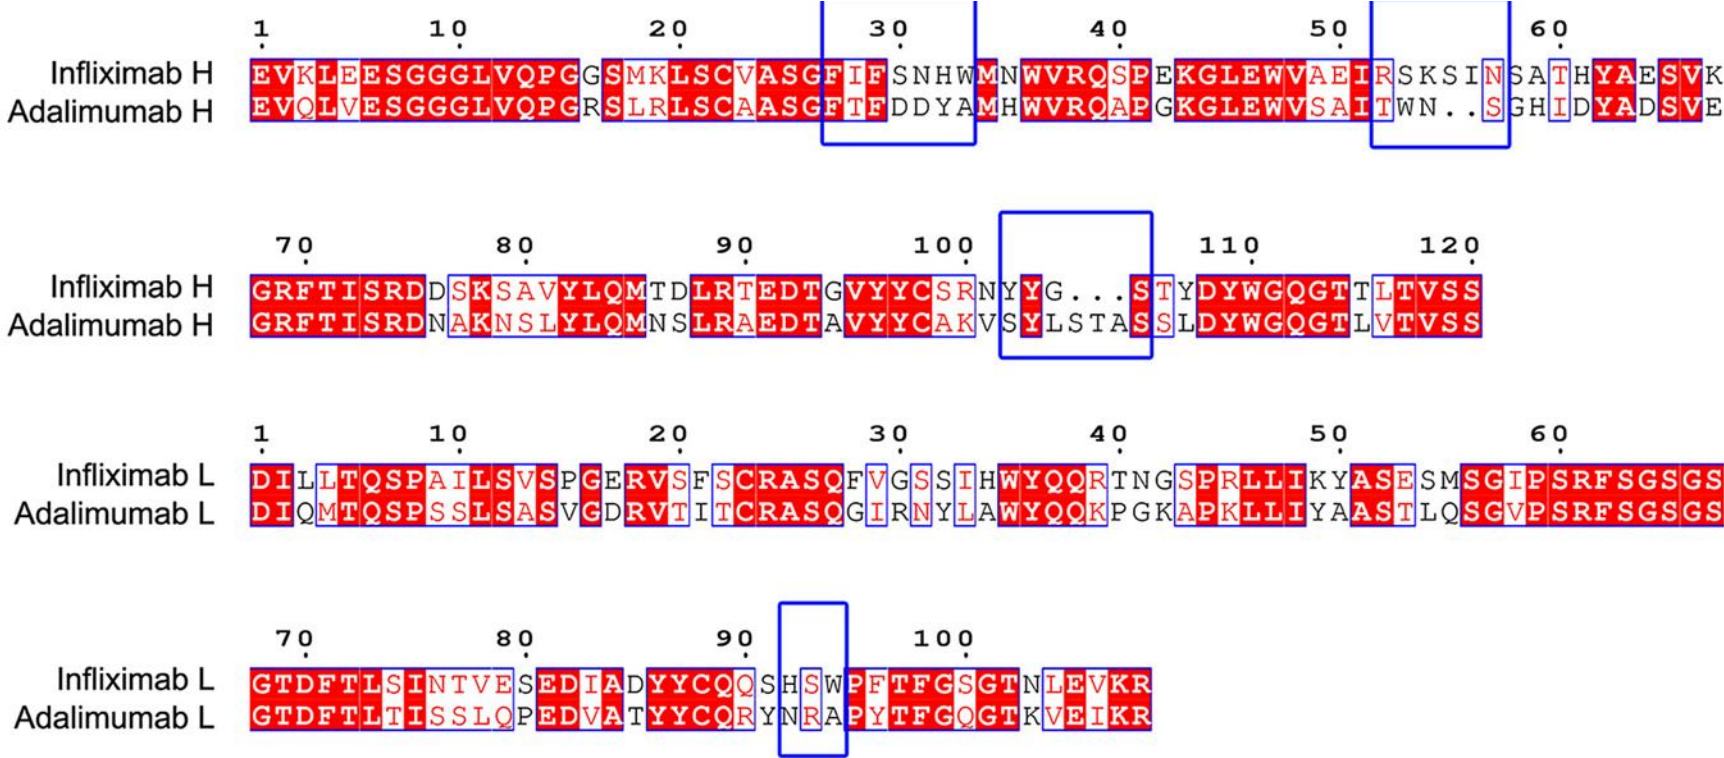 1 10 20 30 40 50 60
Infliximab H EVKLEESGGGLVQPGGSMKLSCVASGFIFSNHWMNWVRQSPEKGLEWVAEIRSKSINSATHYAESVK
Adalimumab H EVQLVESGGGLVQPGRSLRLSCAASGFTFDDYAMHWVRQAPGKGLEWVSAITWN..SGHIDYADSVE
70 80 90 100 110 120
Infliximab H GRFTISRDDSKSAVYLQMTDLRTEDTGVYYCSRNYYG...STYDYWGQGTTLTVSS
Adalimumab H GRFTISRDNAKNSLYLQMNSLRAEDTAVYYCAKVSYLSTASSLDYWGQGTLVTVSS
1 10 20 30 40 50 60
Infliximab L DILLTQSPAILSVSPGERVSFSCRASQFVGSSIHWYQQRTNGSPRLLIKYASESMSGIPSRFSGSGS
Adalimumab L DIQMTQSPSSLSASVGDRVTITCRASQGIRNYLAWYQQKPGKAPKLLIYAASTLQSGVPSRFSGSGS
70 80 90 100
Infliximab L GTDFTLSINTVESEDIADYYCQQSHSWPFTFGSGTNLEVKR
Adalimumab L GTDFTLTISSLQPEDVATYYCQRYNRAPYTFGQGTKVEIKR